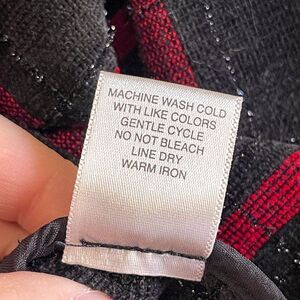 MACHINE WASH COLD
WITH LIKE COLORS
GENTLE CYCLE
NO NOT BLEACH
LINE DRY
WARM IRON